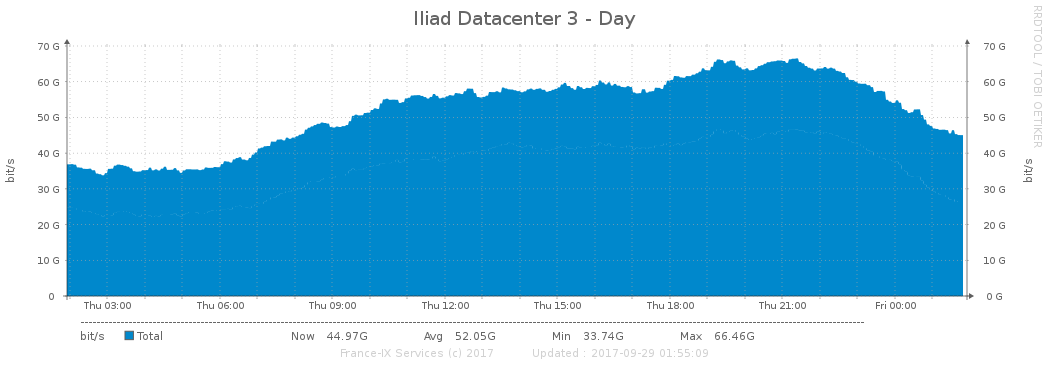 Iliad Datacenter 3 - Day
RRDTOOL / TOBI OETIKER
70 G 70 G
60 G 60 G
50 G 50 G
40 G 40 G
30 G 30 G
20 G 20 G
10 G 10 G
0 0 G
bit/s bit/s
Thu 03:00 Thu 06:00 Thu 09:00 Thu 12:00 Thu 15:00 Thu 18:00 Thu 21:00 Fri 00:00
bit/s Total Now 44.97G Avg 52.05G Min 33.74G Max 66.46G
France-IX Services (c) 2017 Updated : 2017-09-29 01:55:09